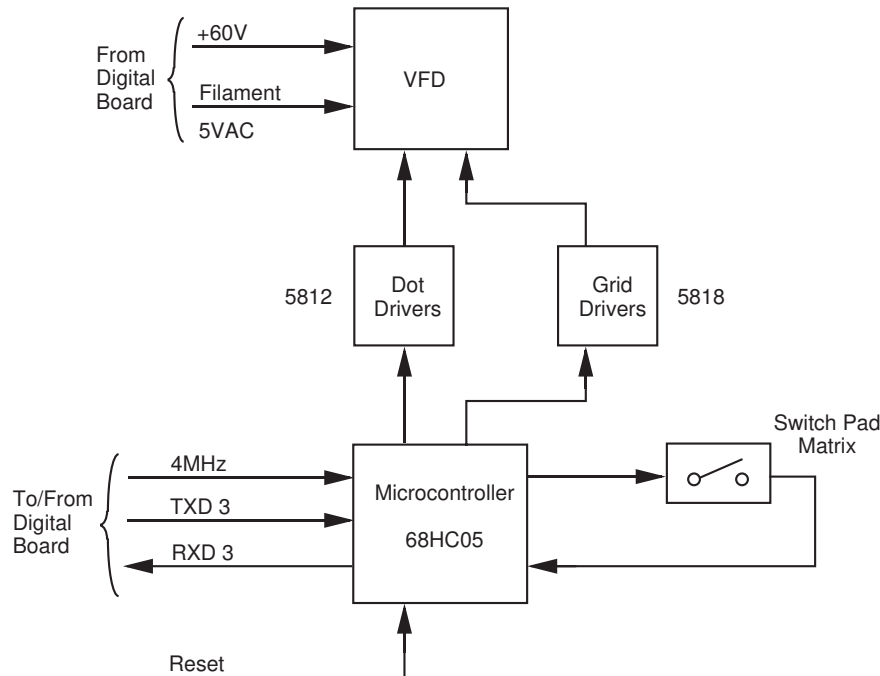 +60V
From
Digital
Board
Filament
5VAC
VFD
5812
Dot
Drivers
Grid
Drivers
5818
Switch Pad
Matrix
To/From
Digital
Board
4MHz
TXD 3
RXD 3
Microcontroller
68HC05
Reset